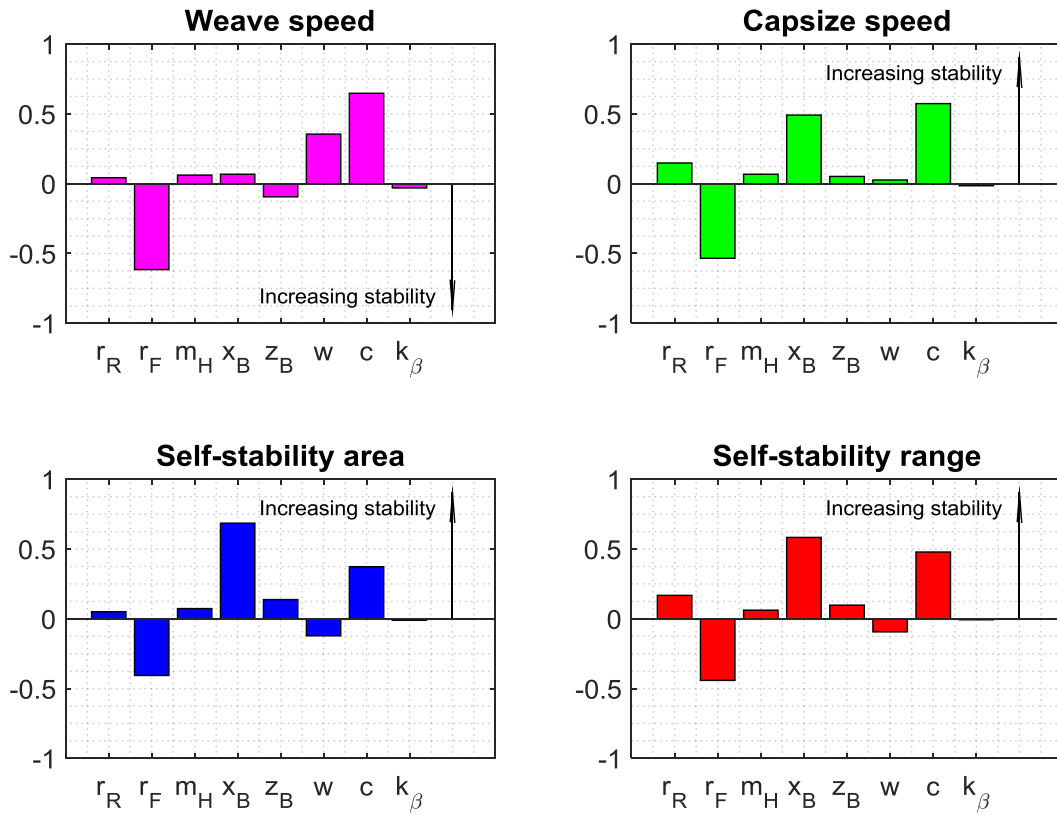 Weave speed
1
0.5
0
-0.5
-1
Increasing stability
r_R r_F m_H x_B z_B w c k_β
Capsize speed
1
0.5
0
-0.5
-1
Increasing stability
r_R r_F m_H x_B z_B w c k_β
Self-stability area
1
0.5
0
-0.5
-1
Increasing stability
r_R r_F m_H x_B z_B w c k_β
Self-stability range
1
0.5
0
-0.5
-1
Increasing stability
r_R r_F m_H x_B z_B w c k_β